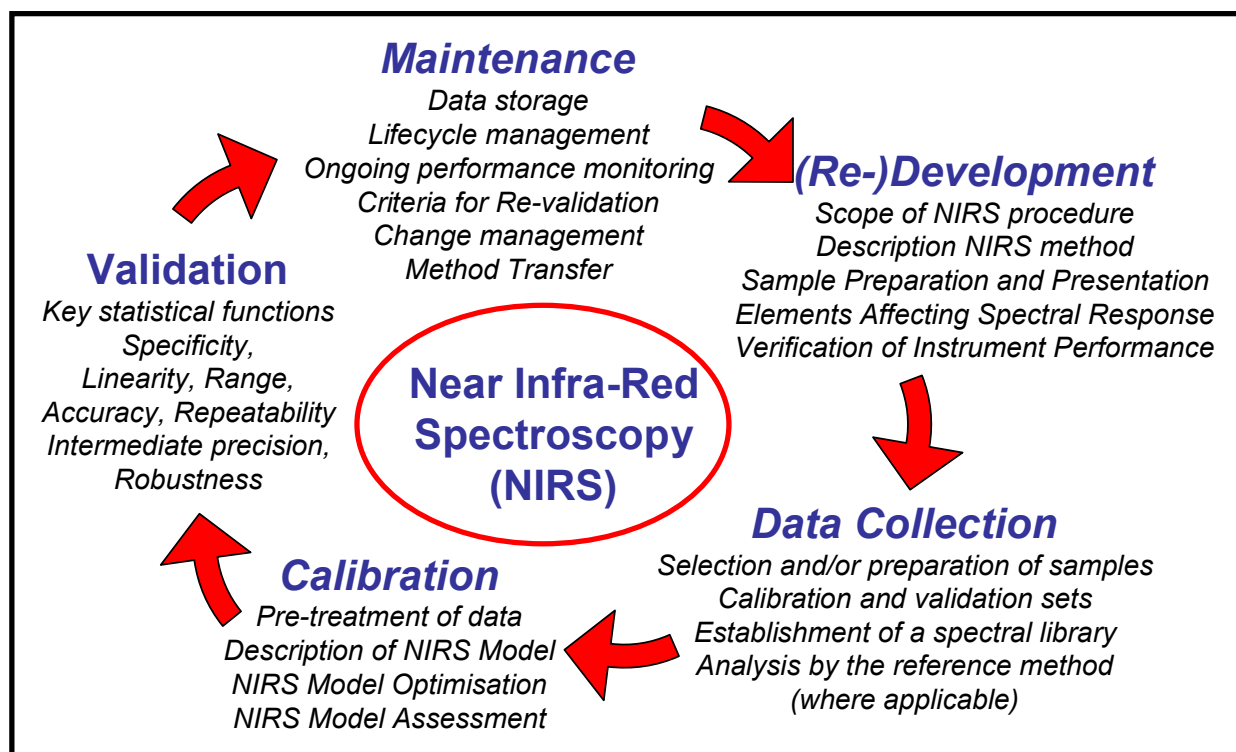 Maintenance
Data storage
Lifecycle management
Ongoing performance monitoring
Criteria for Re-validation
Change management
Method Transfer
(Re-)Development
Scope of NIRS procedure
Description NIRS method
Sample Preparation and Presentation
Elements Affecting Spectral Response
Verification of Instrument Performance
Data Collection
Selection and/or preparation of samples
Calibration and validation sets
Establishment of a spectral library
Analysis by the reference method
(where applicable)
Calibration
Pre-treatment of data
Description of NIRS Model
NIRS Model Optimisation
NIRS Model Assessment
Validation
Key statistical functions
Specificity,
Linearity, Range,
Accuracy, Repeatability
Intermediate precision,
Robustness
Near Infra-Red
Spectroscopy
(NIRS)